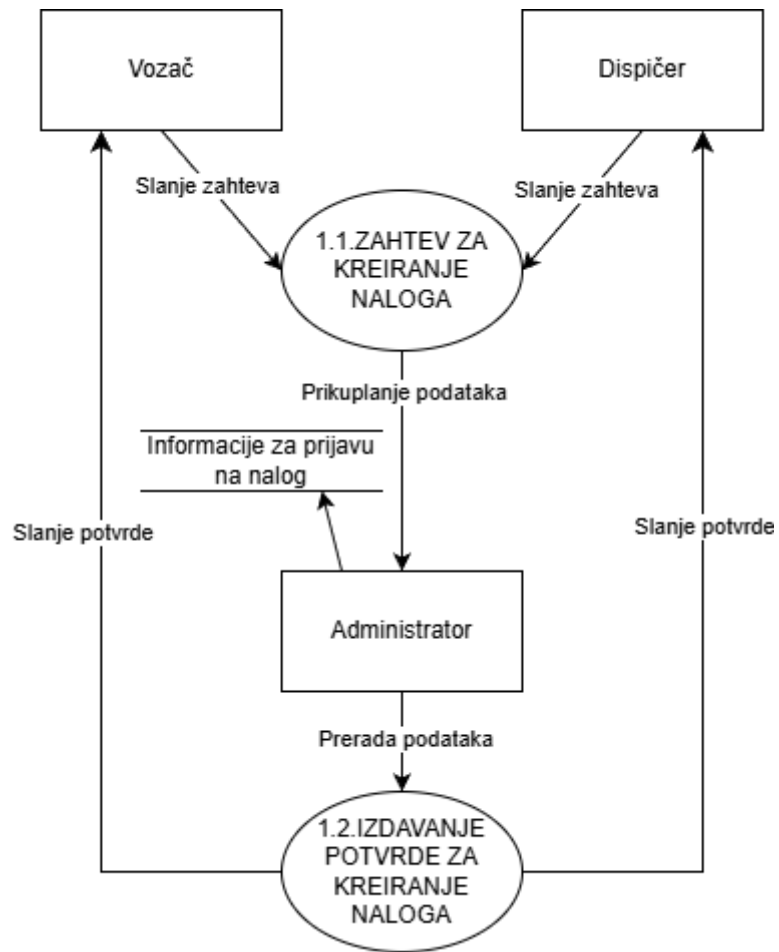 Vozač
Dispičer
Slanje zahteva
Slanje zahteva
1.1.ZAHTEV ZA
KREIRANJE
NALOGA
Prikuplanje podataka
Informacije za prijavu
na nalog
Slanje potvrde
Slanje potvrde
Administrator
Prerada podataka
1.2.IZDAVANJE
POTVRDE ZA
KREIRANJE
NALOGA